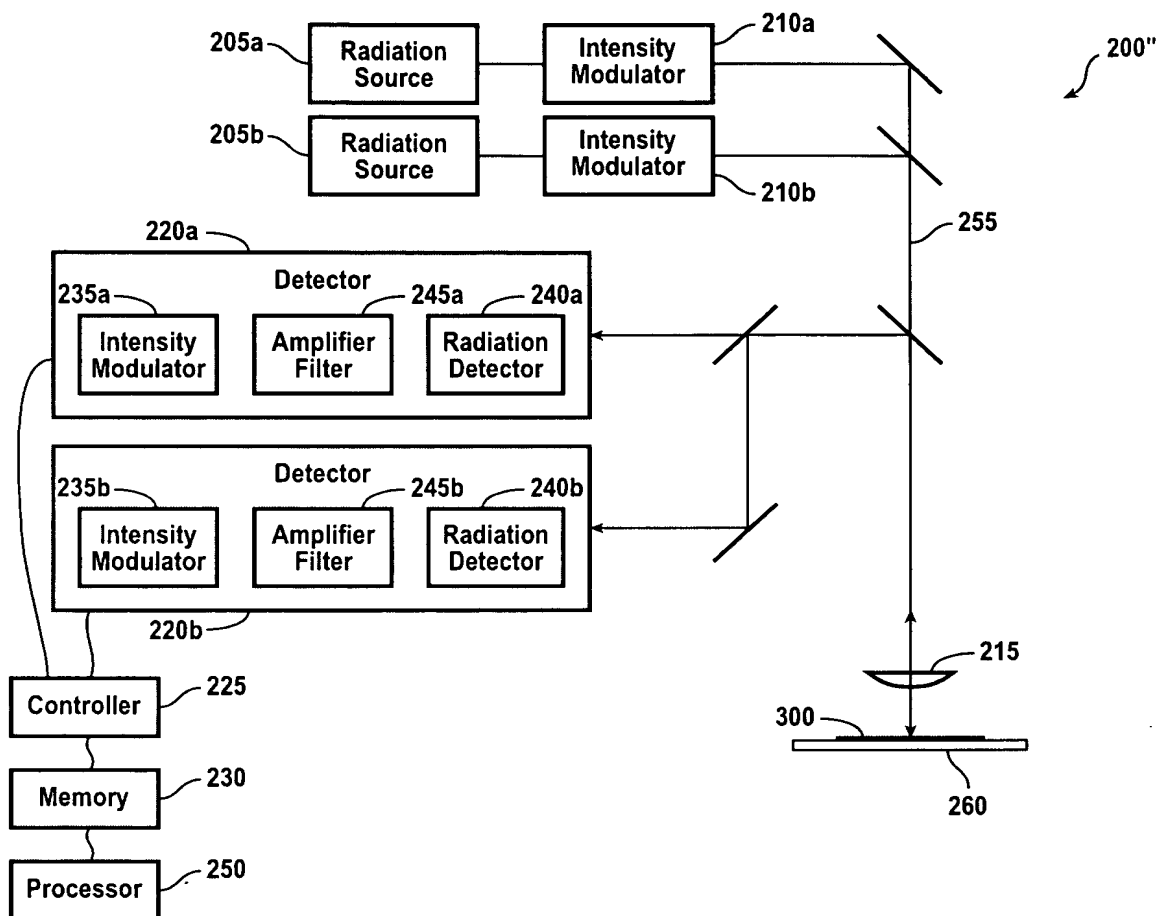 210a
205a
Radiation
Source
Intensity
Modulator
200"
205b
Radiation
Source
Intensity
Modulator
210b
255
220a
Detector
235a
245a
240a
Intensity
Modulator
Amplifier
Filter
Radiation
Detector
Detector
235b
245b
240b
Intensity
Modulator
Amplifier
Filter
Radiation
Detector
220b
215
Controller
225
300
260
Memory
230
Processor
250